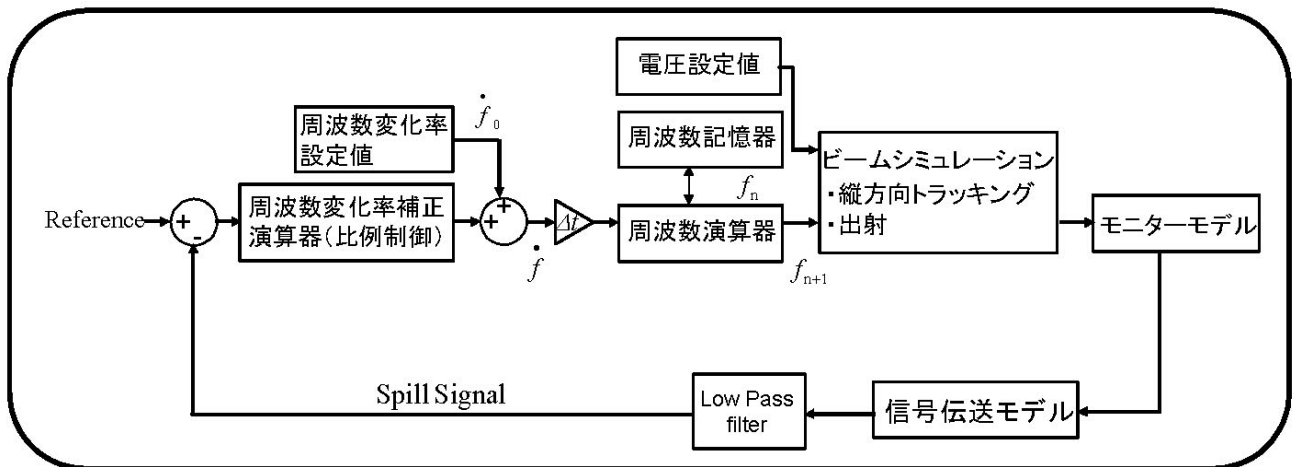 電圧設定値
周波数変化率
設定値
ḟ₀
周波数記憶器
ビームシミュレーション
・縦方向トラッキング
・出射
fₙ
Reference
+
-
周波数変化率補正
演算器(比例制御)
+
+
Δt
ḟ
周波数演算器
fₙ₊₁
モニターモデル
Spill Signal
Low Pass
filter
信号伝送モデル